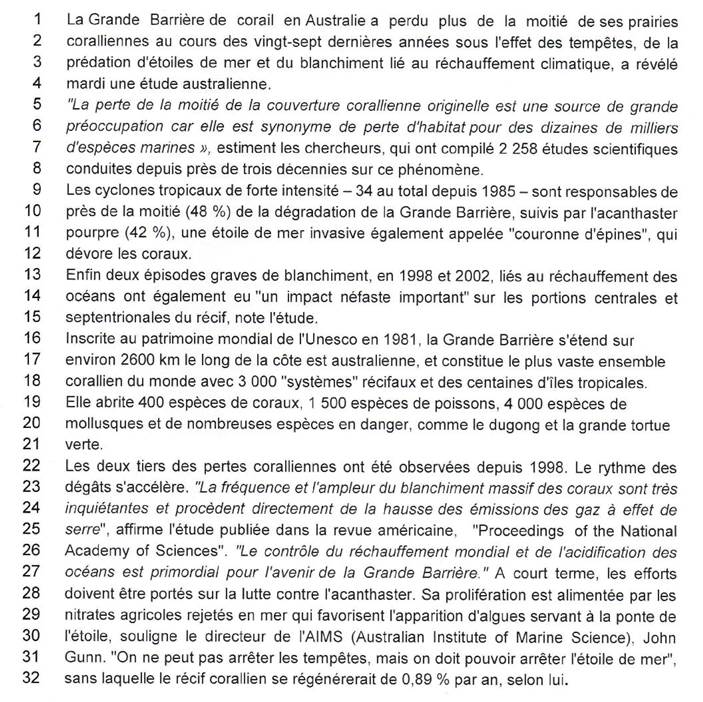 1 La Grande Barrière de corail en Australie a perdu plus de la moitié de ses prairies
2 coralliennes au cours des vingt-sept dernières années sous l'effet des tempêtes, de la
3 prédation d'étoiles de mer et du blanchiment lié au réchauffement climatique, a révélé
4 mardi une étude australienne.
5 "La perte de la moitié de la couverture corallienne originelle est une source de grande
6 préoccupation car elle est synonyme de perte d'habitat pour des dizaines de milliers
7 d'espèces marines », estiment les chercheurs, qui ont compilé 2 258 études scientifiques
8 conduites depuis près de trois décennies sur ce phénomène.
9 Les cyclones tropicaux de forte intensité – 34 au total depuis 1985 – sont responsables de
10 près de la moitié (48 %) de la dégradation de la Grande Barrière, suivis par l'acanthaster
11 pourpre (42 %), une étoile de mer invasive également appelée "couronne d'épines", qui
12 dévore les coraux.
13 Enfin deux épisodes graves de blanchiment, en 1998 et 2002, liés au réchauffement des
14 océans ont également eu "un impact néfaste important" sur les portions centrales et
15 septentrionales du récif, note l'étude.
16 Inscrite au patrimoine mondial de l'Unesco en 1981, la Grande Barrière s'étend sur
17 environ 2600 km le long de la côte est australienne, et constitue le plus vaste ensemble
18 corallien du monde avec 3 000 "systèmes" récifaux et des centaines d'îles tropicales.
19 Elle abrite 400 espèces de coraux, 1 500 espèces de poissons, 4 000 espèces de
20 mollusques et de nombreuses espèces en danger, comme le dugong et la grande tortue
21 verte.
22 Les deux tiers des pertes coralliennes ont été observées depuis 1998. Le rythme des
23 dégâts s'accélère. "La fréquence et l'ampleur du blanchiment massif des coraux sont très
24 inquiétantes et procèdent directement de la hausse des émissions des gaz à effet de
25 serre", affirme l'étude publiée dans la revue américaine, "Proceedings of the National
26 Academy of Sciences". "Le contrôle du réchauffement mondial et de l'acidification des
27 océans est primordial pour l'avenir de la Grande Barrière." A court terme, les efforts
28 doivent être portés sur la lutte contre l'acanthaster. Sa prolifération est alimentée par les
29 nitrates agricoles rejetés en mer qui favorisent l'apparition d'algues servant à la ponte de
30 l'étoile, souligne le directeur de l'AIMS (Australian Institute of Marine Science), John
31 Gunn. "On ne peut pas arrêter les tempêtes, mais on doit pouvoir arrêter l'étoile de mer",
32 sans laquelle le récif corallien se régénérerait de 0,89 % par an, selon lui.